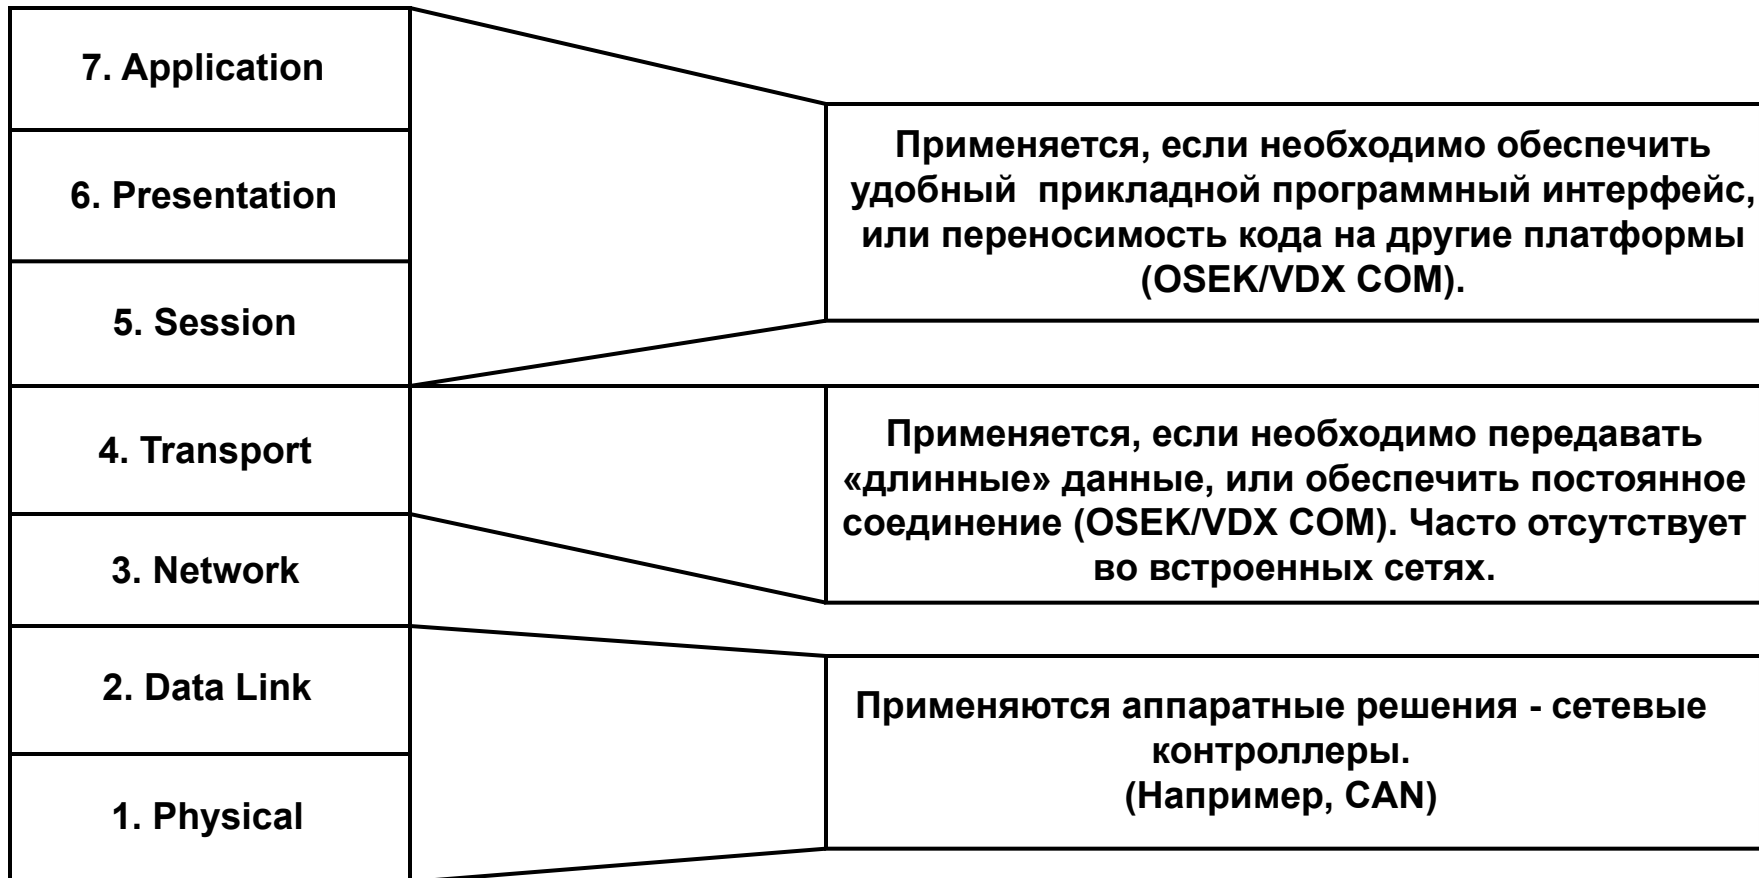 7. Application
6. Presentation
5. Session
4. Transport
3. Network
2. Data Link
1. Physical
Применяется, если необходимо обеспечить
удобный  прикладной программный интерфейс,
или переносимость кода на другие платформы
(OSEK/VDX COM).
Применяется, если необходимо передавать
«длинные» данные, или обеспечить постоянное
соединение (OSEK/VDX COM). Часто отсутствует
во встроенных сетях.
Применяются аппаратные решения - сетевые
контроллеры.
(Например, CAN)